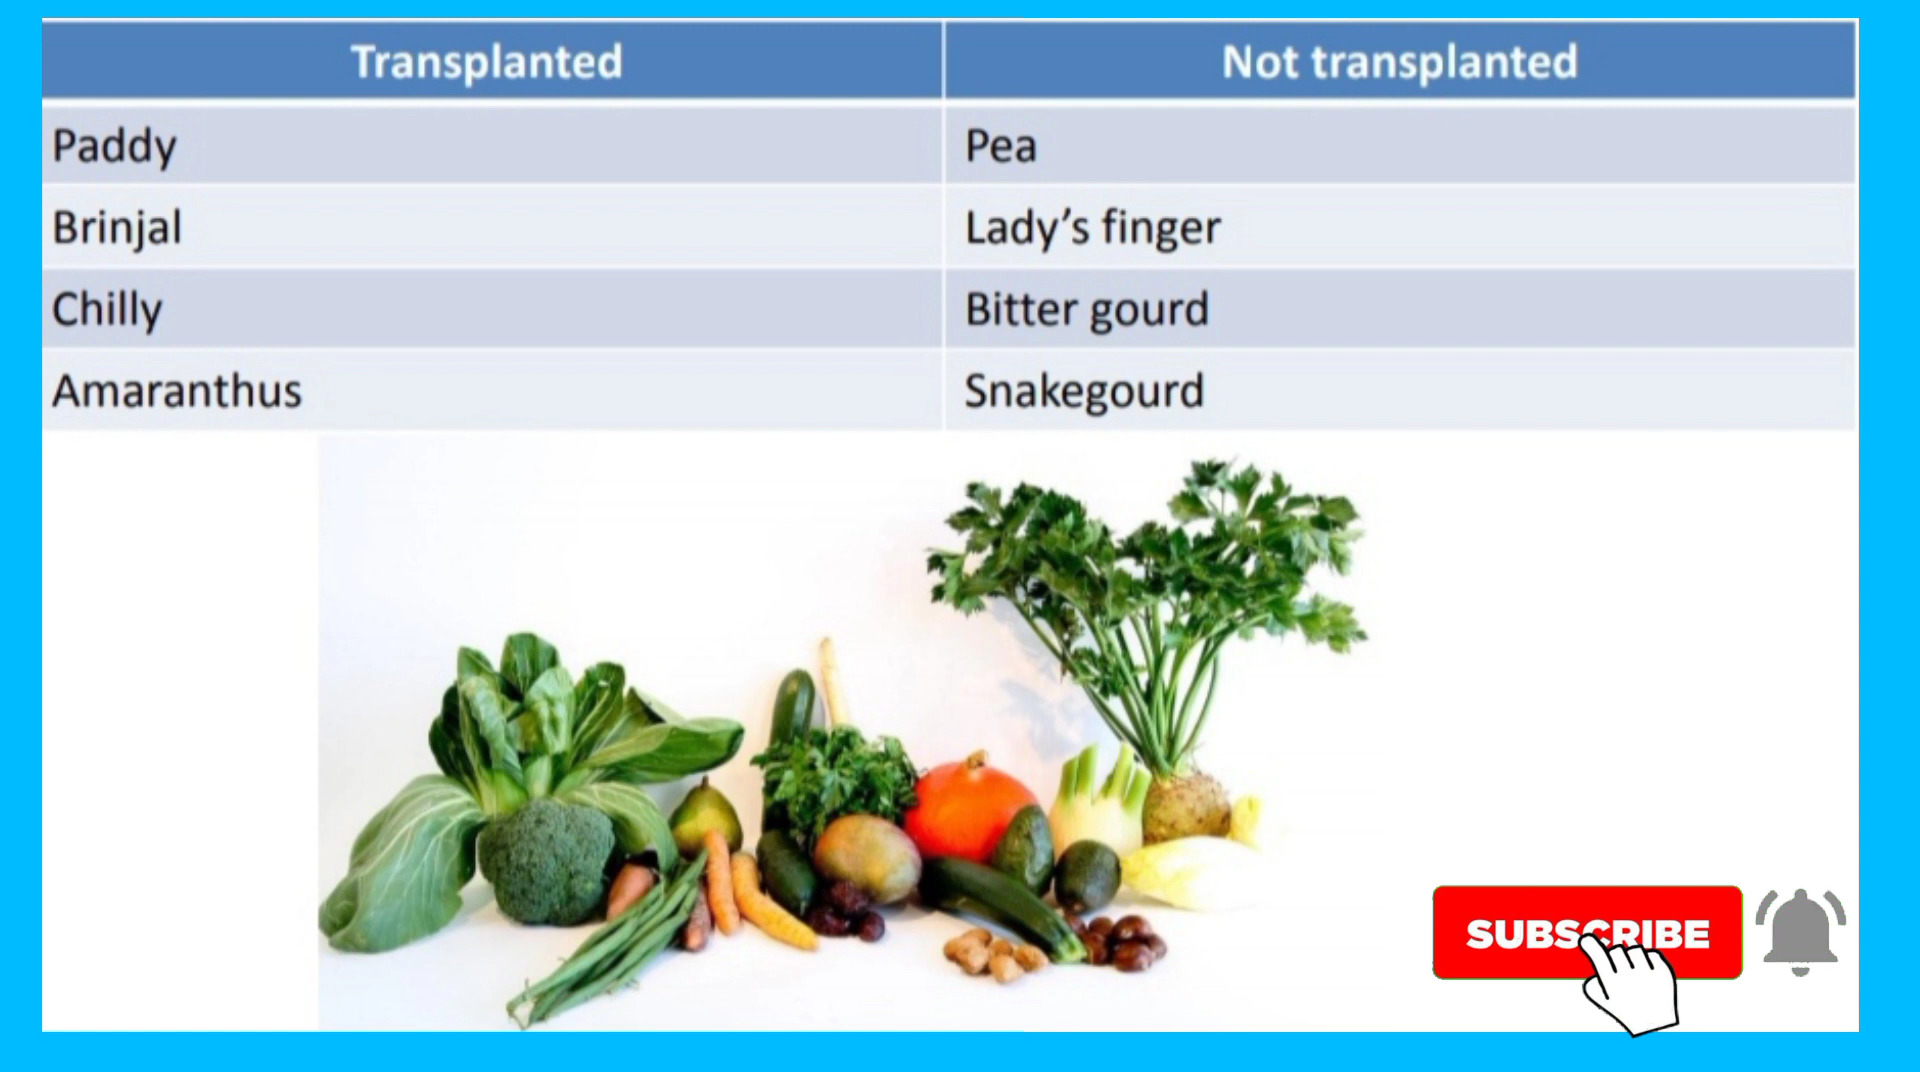 Transplanted Not transplanted
Paddy Pea
Brinjal Lady’s finger
Chilly Bitter gourd
Amaranthus Snakegourd
SUBSCRIBE